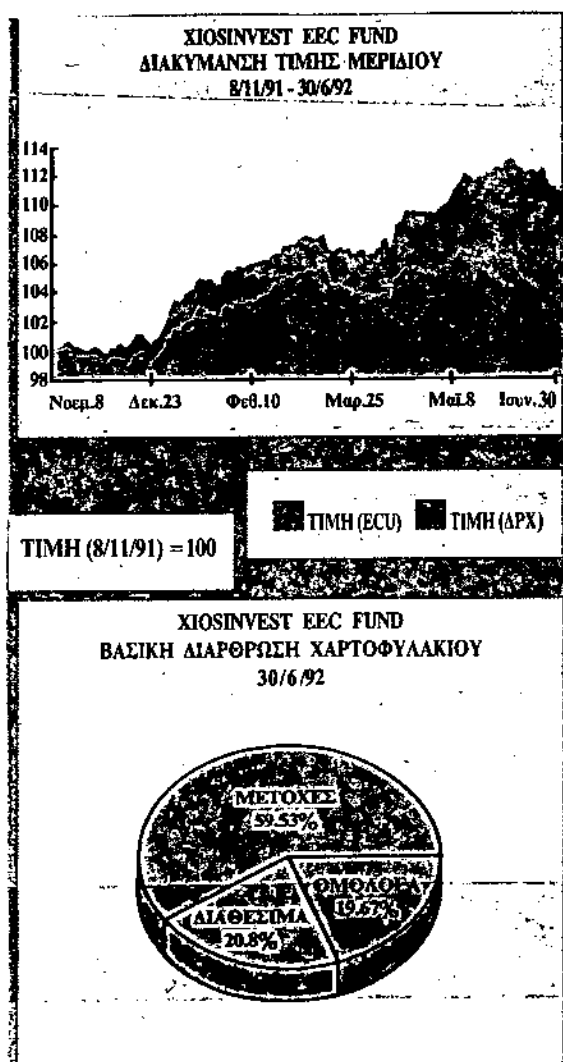 XIOSINVEST EEC FUND
ΔΙΑΚΥΜΑΝΣΗ ΤΙΜΗΣ ΜΕΡΙΔΙΟΥ
8/11/91 - 30/6/92
114
112
110
108
106
104
102
100
98
Νοεμ.8 Δεκ.23 Φεβ.10 Μαρ.25 Μαϊ.8 Ιουν.30
ΤΙΜΗ (ECU) ΤΙΜΗ (ΔΡΧ)
ΤΙΜΗ (8/11/91) = 100
XIOSINVEST EEC FUND
ΒΑΣΙΚΗ ΔΙΑΡΘΡΩΣΗ ΧΑΡΤΟΦΥΛΑΚΙΟΥ
30/6/92
ΜΕΤΟΧΕΣ
59.53%
ΟΜΟΛΟΓΑ
19.67%
ΔΙΑΘΕΣΙΜΑ
20.8%